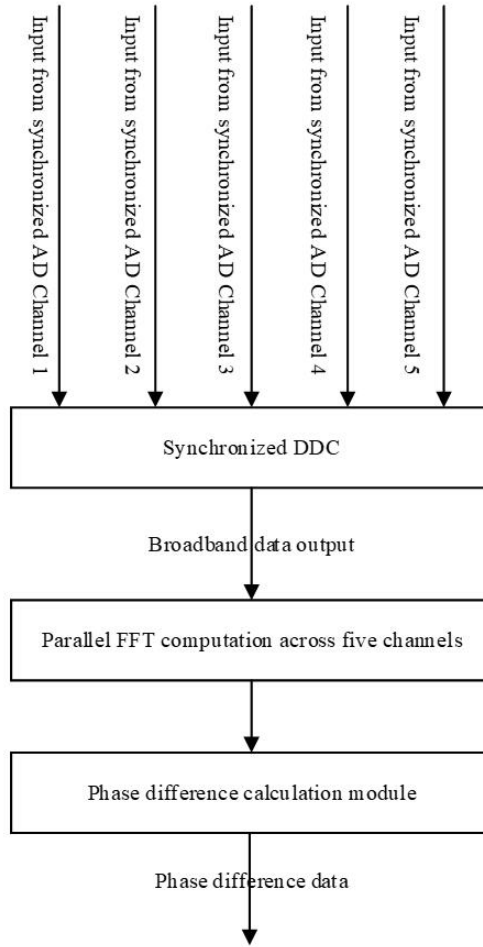 Input from synchronized AD Channel 1
Input from synchronized AD Channel 2
Input from synchronized AD Channel 3
Input from synchronized AD Channel 4
Input from synchronized AD Channel 5
Synchronized DDC
Broadband data output
Parallel FFT computation across five channels
Phase difference calculation module
Phase difference data